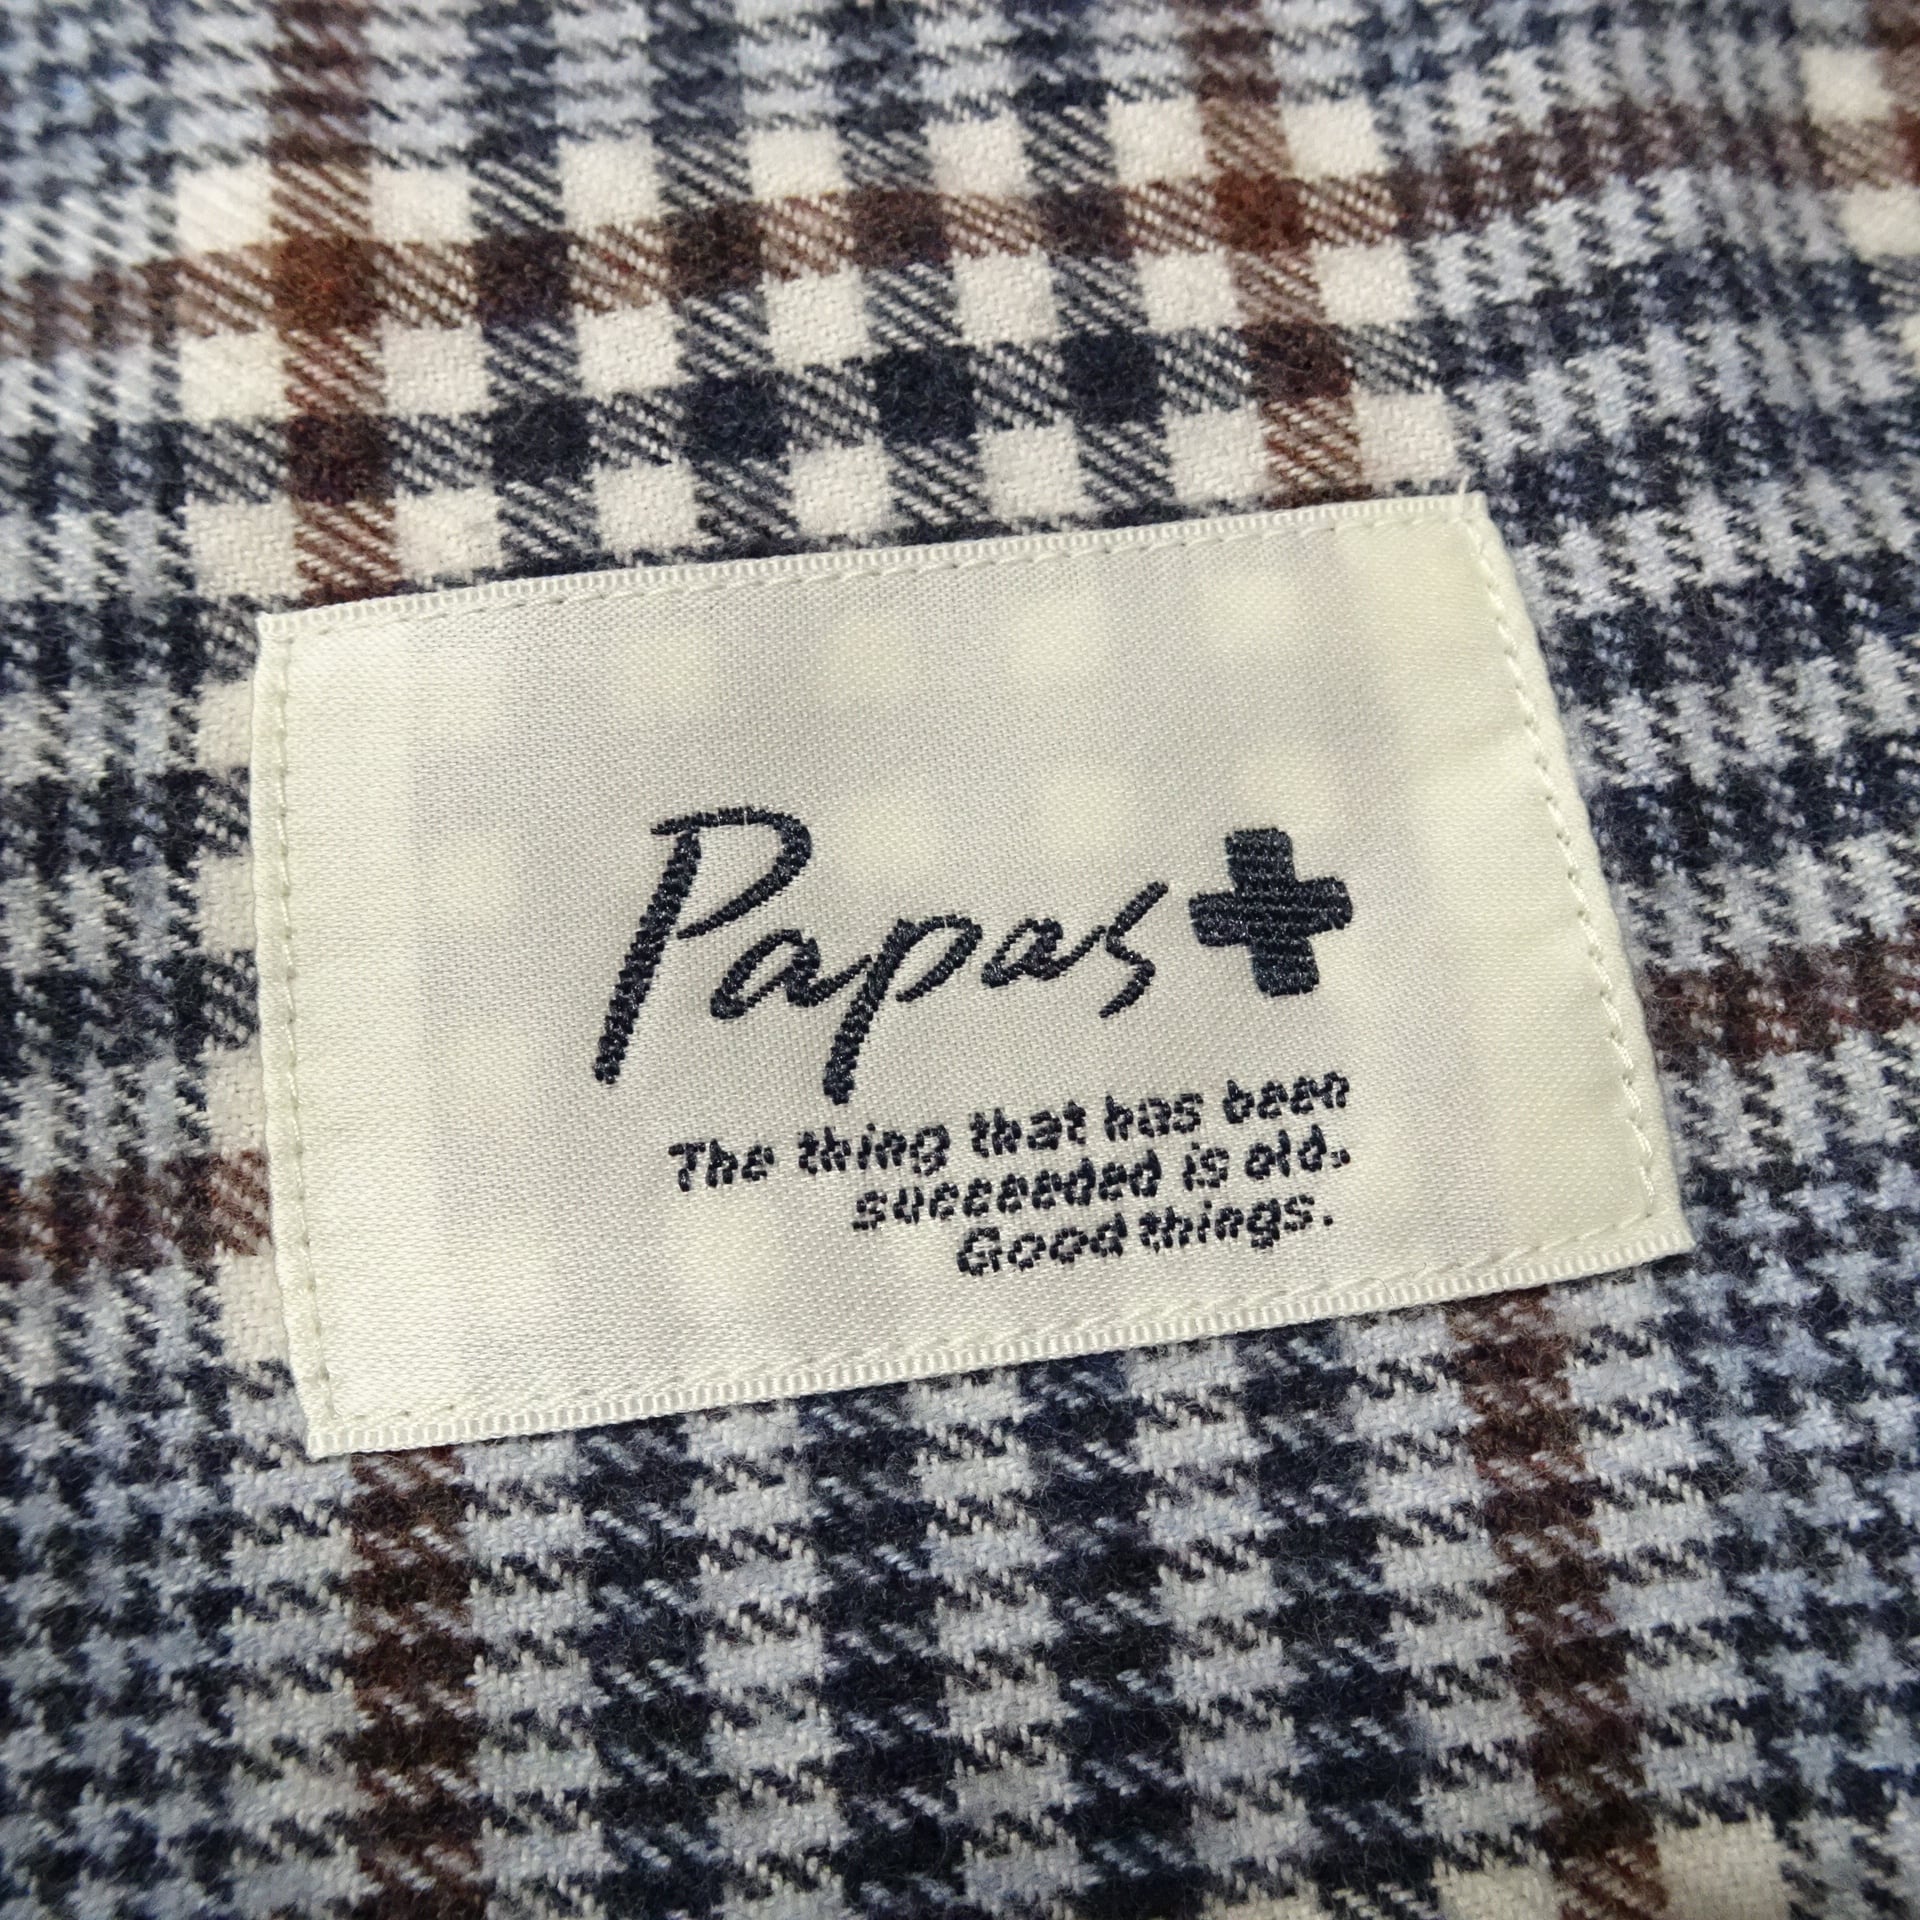 Papas+
The thing that has been
succeeded is old.
Good things.